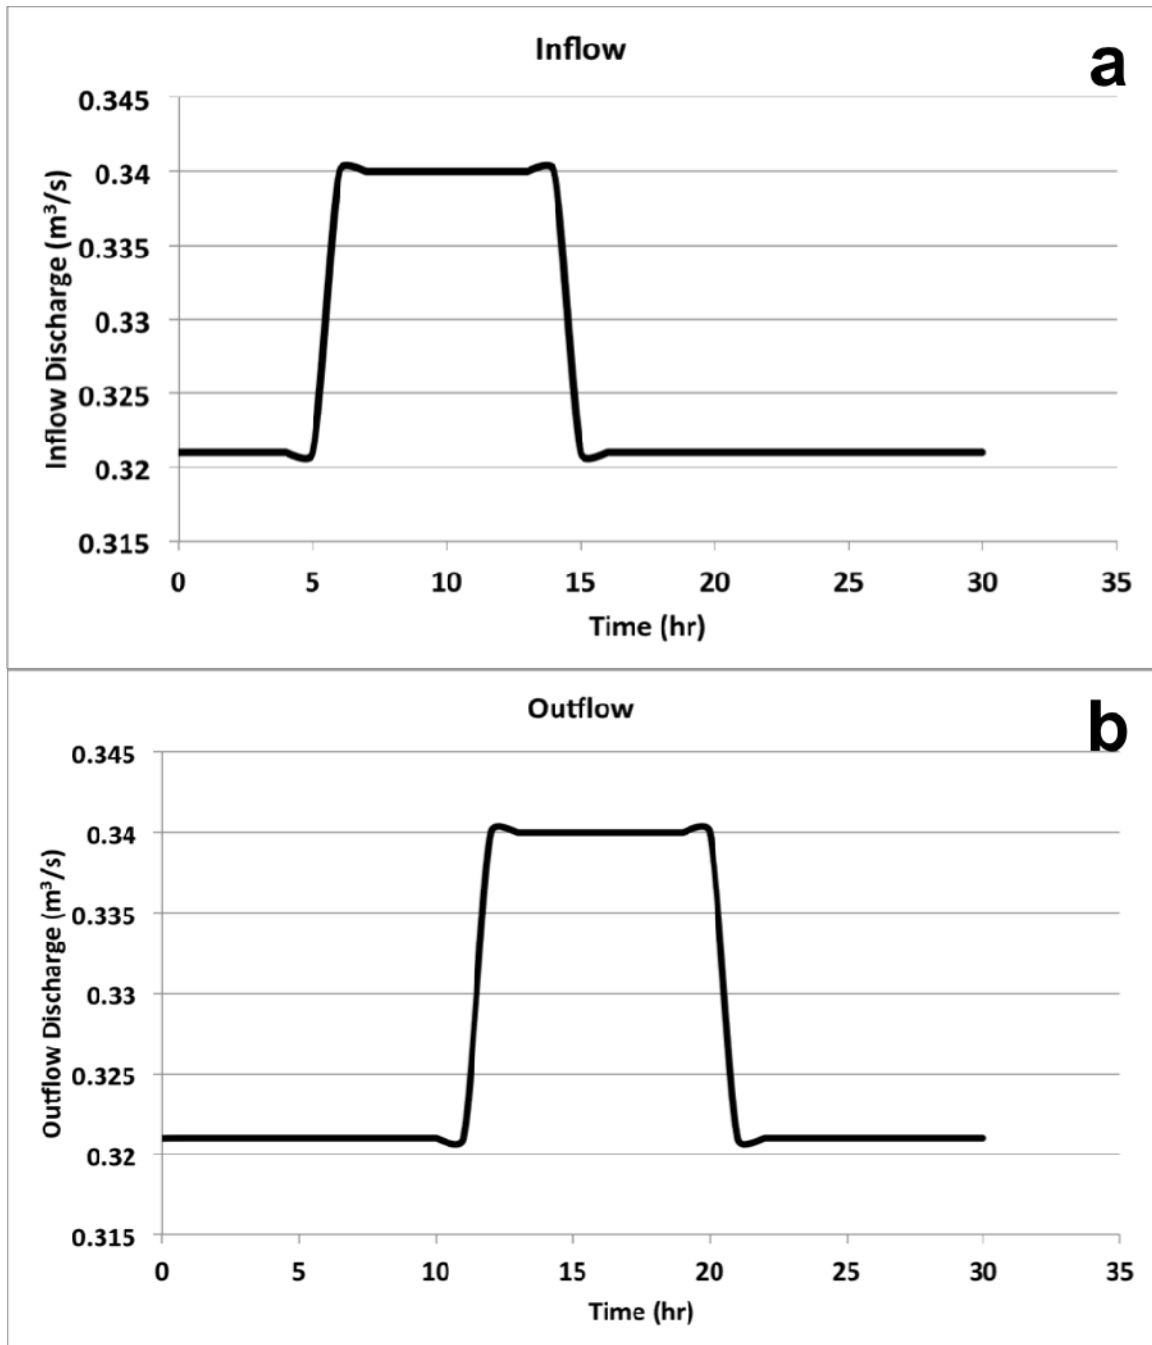 Inflow
a
0.345
0.34
0.335
0.33
0.325
0.32
0.315
Inflow Discharge (m³/s)
0 5 10 15 20 25 30 35
Time (hr)
Outflow
b
0.345
0.34
0.335
0.33
0.325
0.32
0.315
Outflow Discharge (m³/s)
0 5 10 15 20 25 30 35
Time (hr)